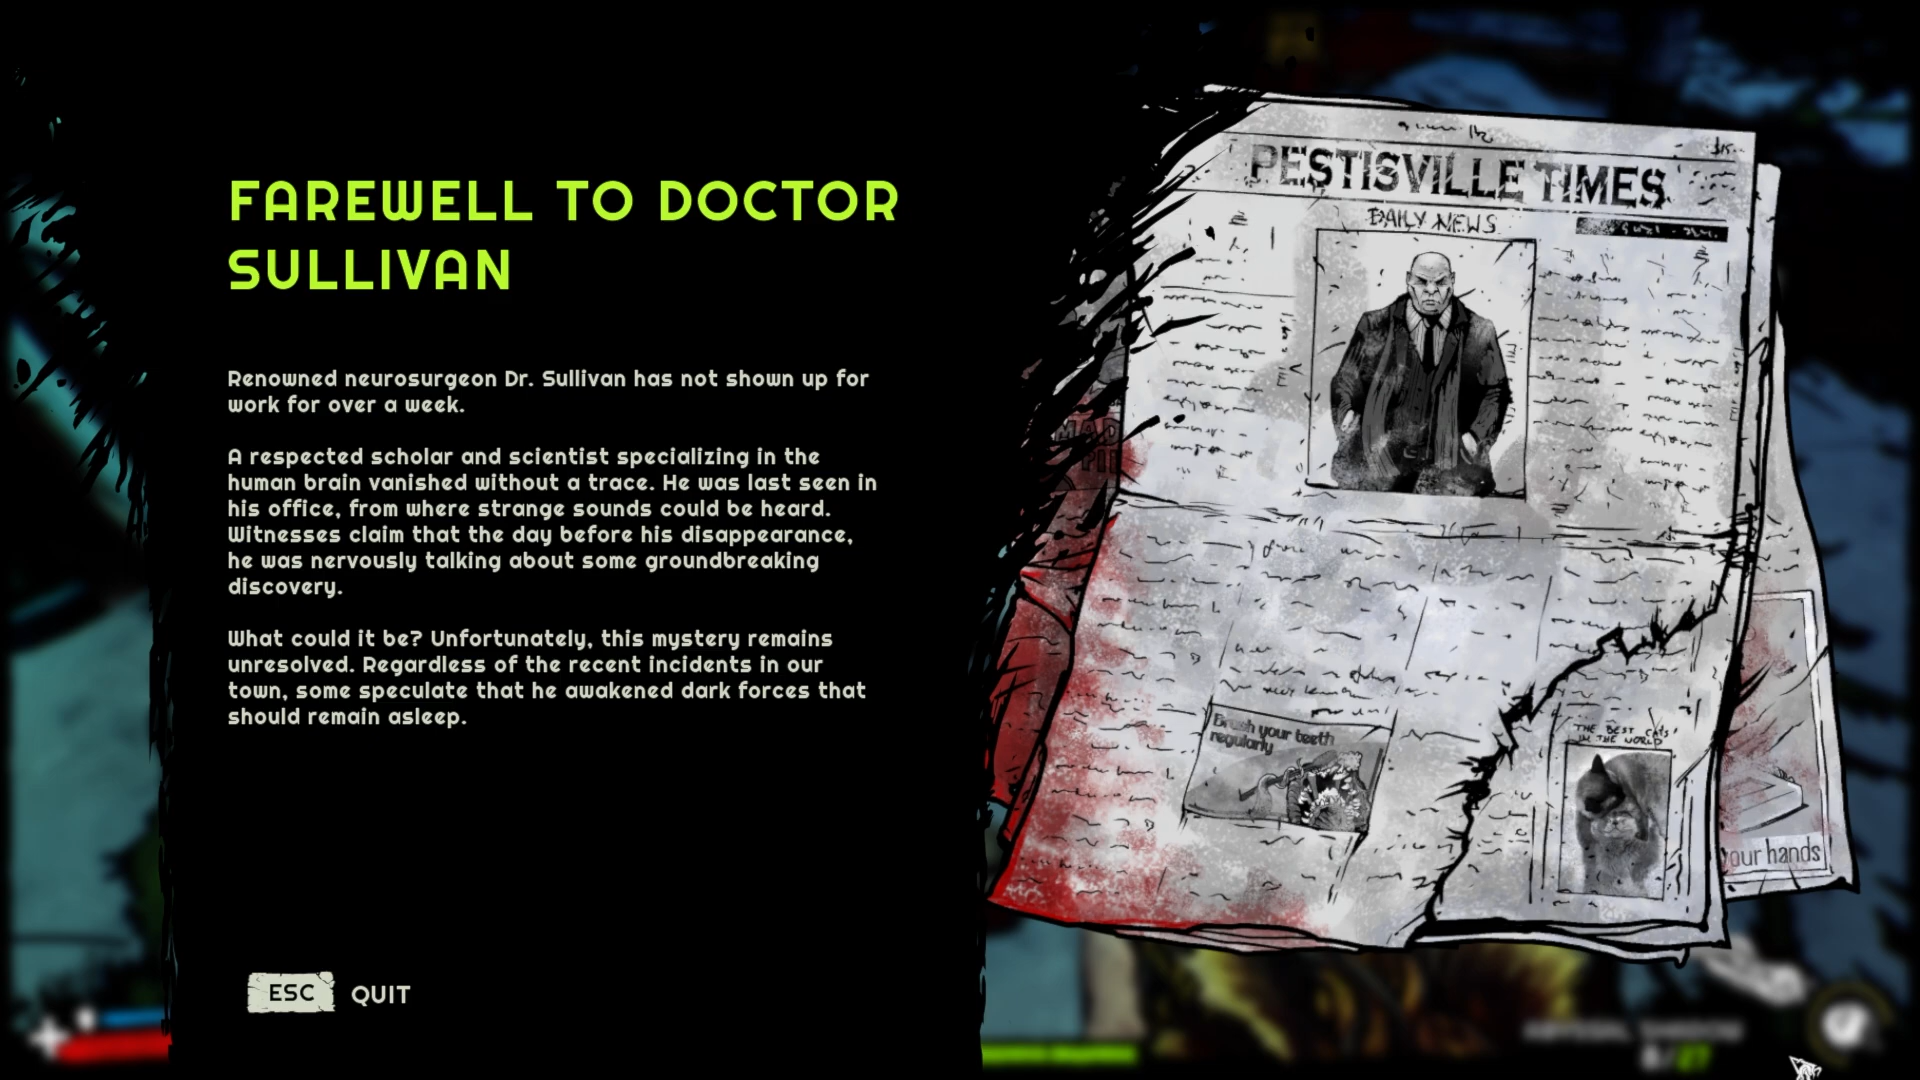 FAREWELL TO DOCTOR
SULLIVAN
Renowned neurosurgeon Dr. Sullivan has not shown up for
work for over a week.
A respected scholar and scientist specializing in the
human brain vanished without a trace. He was last seen in
his office, from where strange sounds could be heard.
Witnesses claim that the day before his disappearance,
he was nervously talking about some groundbreaking
discovery.
What could it be? Unfortunately, this mystery remains
unresolved. Regardless of the recent incidents in our
town, some speculate that he awakened dark forces that
should remain asleep.
ESC QUIT
PESTISVILLE TIMES
DAILY NEWS
MAD
Brush your teeth
regularly
THE BEST cats
IN THE WORLD
your hands